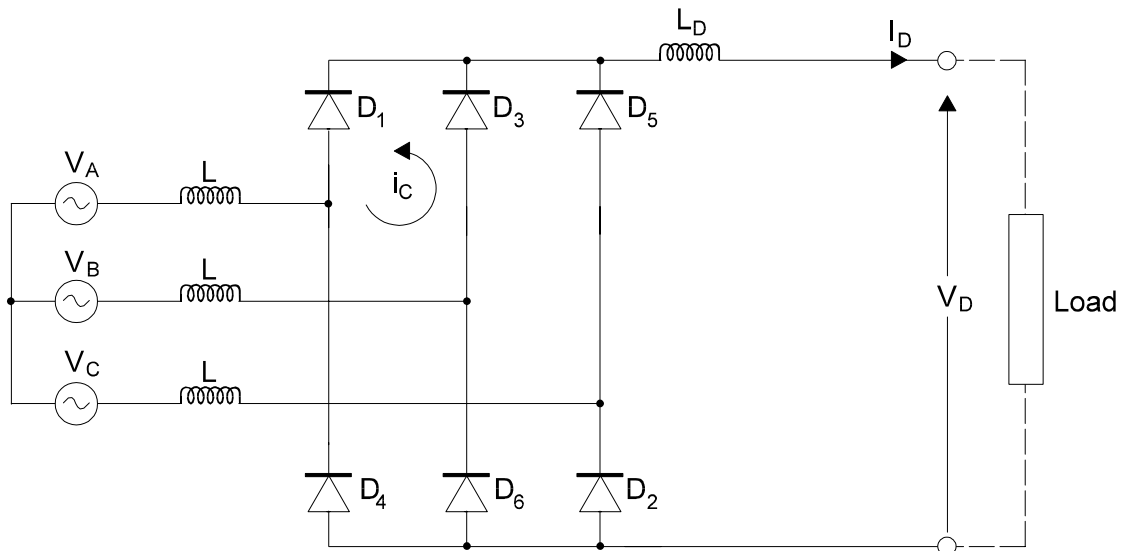 L_D
I_D
D_1
D_3
D_5
V_A
L
i_C
V_B
L
V_D
Load
V_C
L
D_4
D_6
D_2